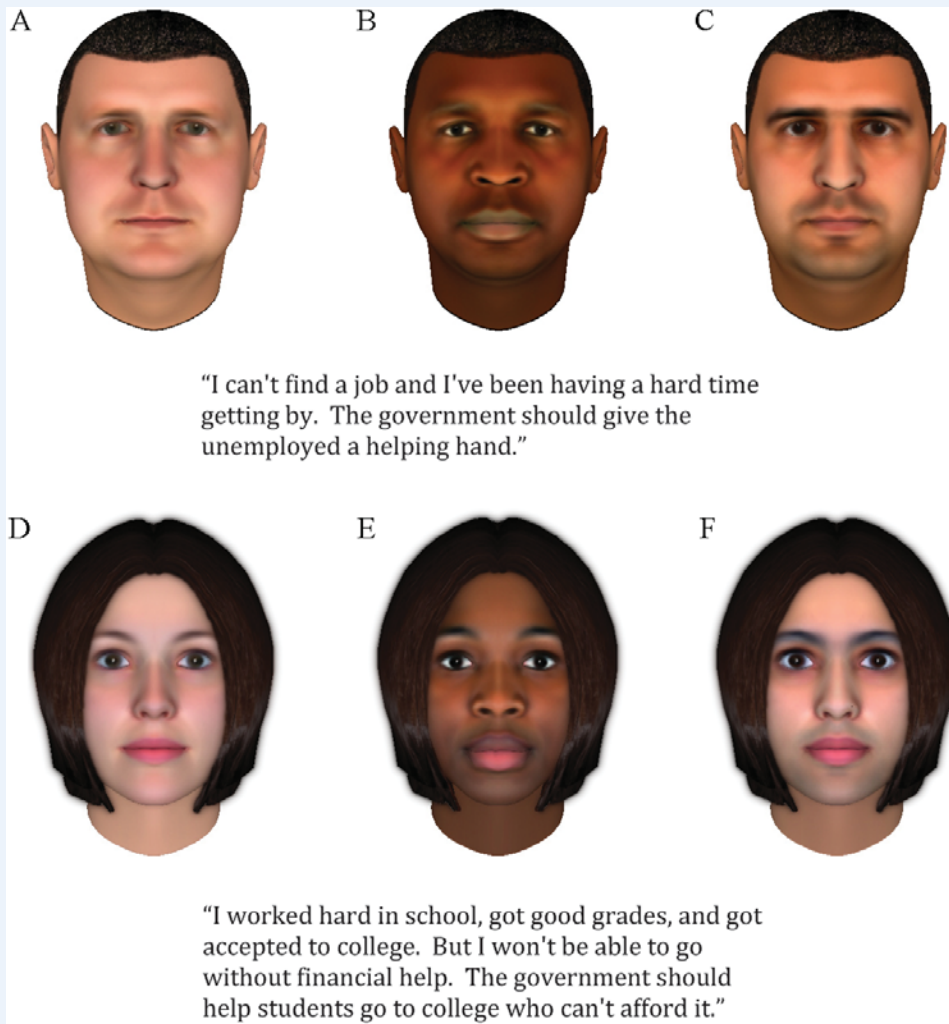 A B C
“I can't find a job and I've been having a hard time
getting by.  The government should give the
unemployed a helping hand.”
D E F
“I worked hard in school, got good grades, and got
accepted to college.  But I won't be able to go
without financial help.  The government should
help students go to college who can't afford it.”